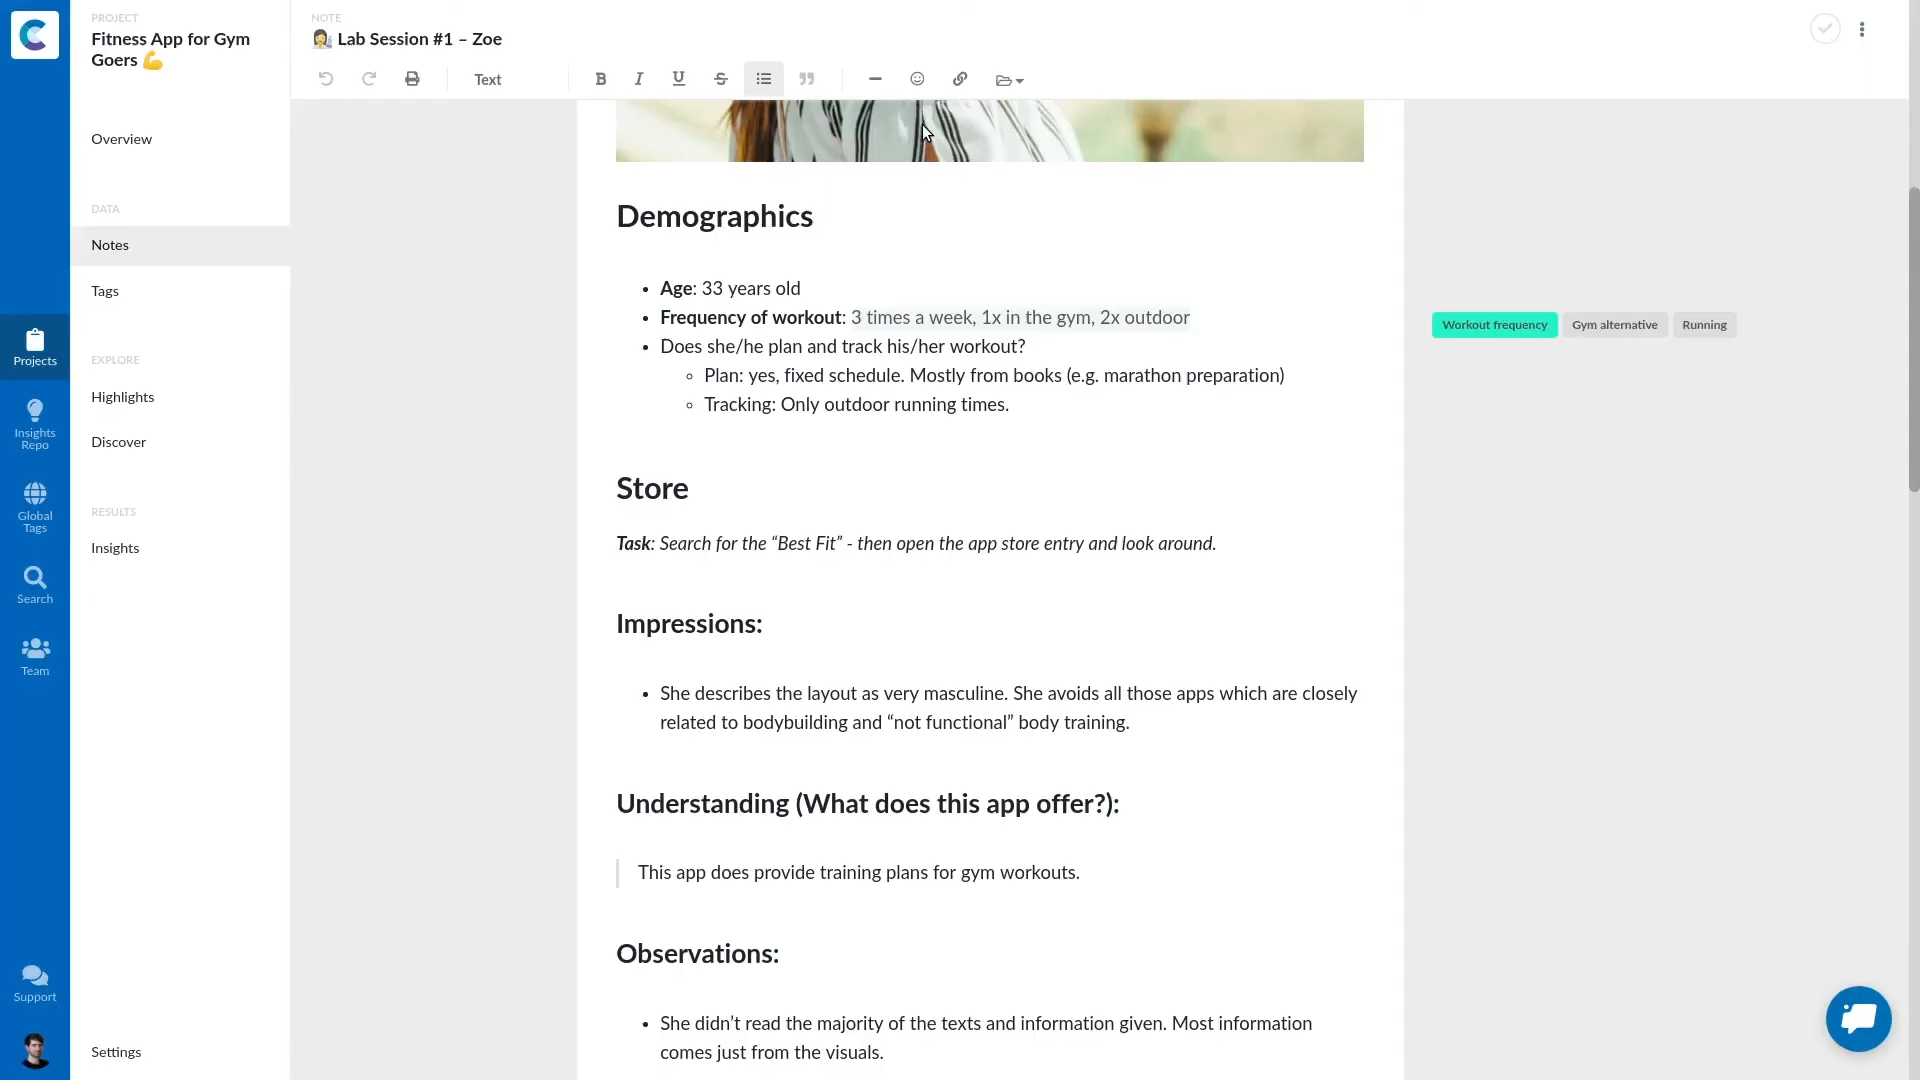 PROJECT
Fitness App for Gym
Goers 💪
Overview
DATA
Notes
Tags
EXPLORE
Highlights
Discover
RESULTS
Insights
Settings
Projects
Insights
Repo
Global
Tags
Search
Team
Support
NOTE
👩‍🔬 Lab Session #1 – Zoe
Text
Demographics
• Age: 33 years old
• Frequency of workout: 3 times a week, 1x in the gym, 2x outdoor
Workout frequency Gym alternative Running
• Does she/he plan and track his/her workout?
◦ Plan: yes, fixed schedule. Mostly from books (e.g. marathon preparation)
◦ Tracking: Only outdoor running times.
Store
Task: Search for the “Best Fit” - then open the app store entry and look around.
Impressions:
• She describes the layout as very masculine. She avoids all those apps which are closely
related to bodybuilding and “not functional” body training.
Understanding (What does this app offer?):
This app does provide training plans for gym workouts.
Observations:
• She didn’t read the majority of the texts and information given. Most information
comes just from the visuals.